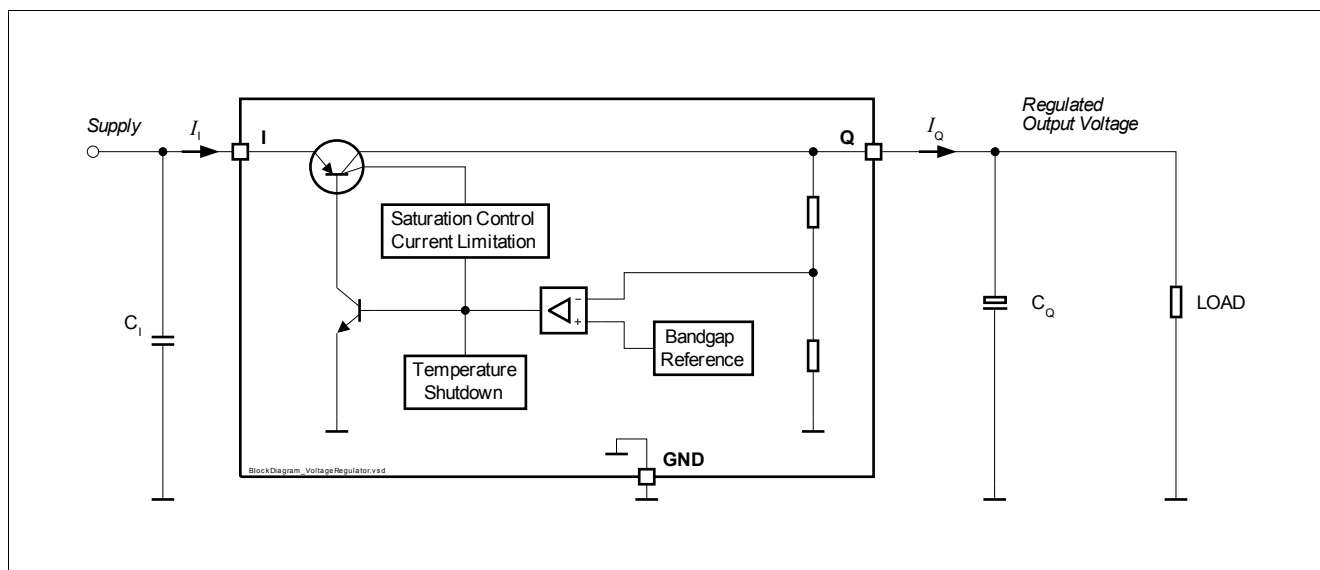 Supply
I_I
I
Q
I_Q
Regulated
Output Voltage
Saturation Control
Current Limitation
-
+
Bandgap
Reference
Temperature
Shutdown
C_I
C_Q
LOAD
GND
BlockDiagram_VoltageRegulator.vsd